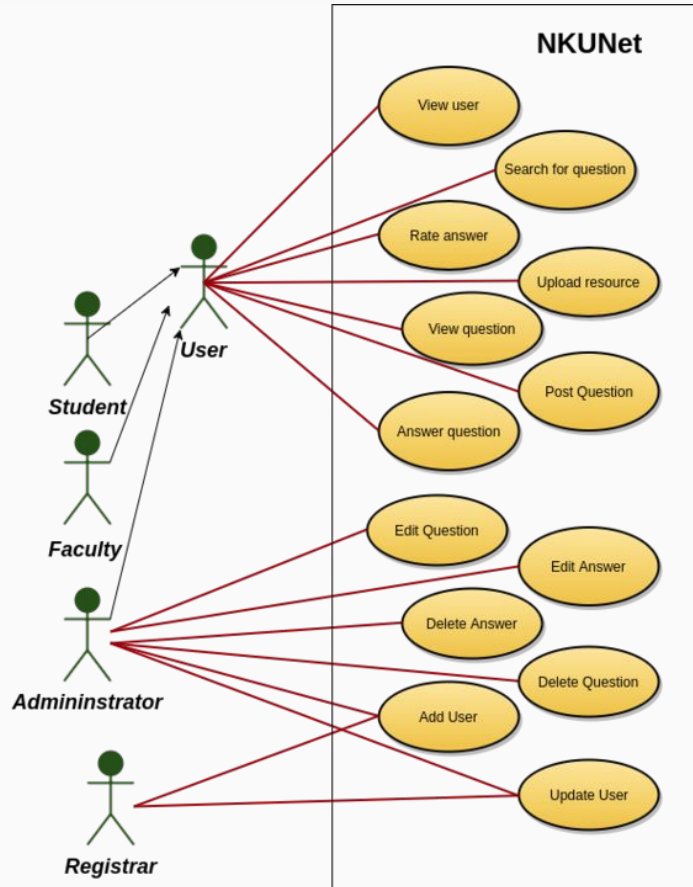 NKUNet
View user
Search for question
Rate answer
Upload resource
User
View question
Student
Post Question
Answer question
Faculty
Edit Question
Edit Answer
Delete Answer
Admininstrator
Delete Question
Add User
Update User
Registrar